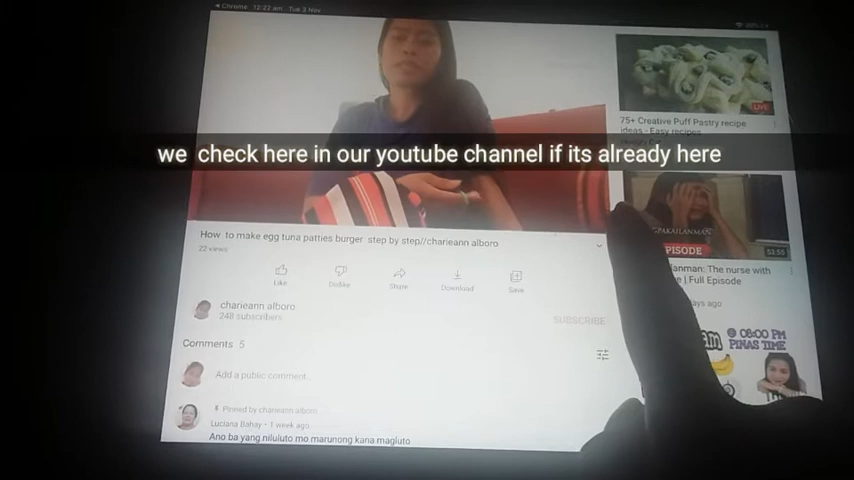 Chrome 12:22 am Tue 3 Nov
we check here in our youtube channel if its already here
How to make egg tuna patties burger step by step//charieann alboro
22 views
Like
Dislike
Share
Download
Save
charieann alboro
248 subscribers
SUBSCRIBE
Comments 5
Add a public comment...
Pinned by charieann alboro
Luciana Bahay • 1 week ago
Ano ba yang niluluto mo marunong kana magluto
LIVE
75+ Creative Puff Pastry recipe
ideas - Easy recipes
PAKAILANMAN
EPISODE
53:55
anman: The nurse with
e | Full Episode
ays ago
am
@ 08:00 PM
PINAS TIME